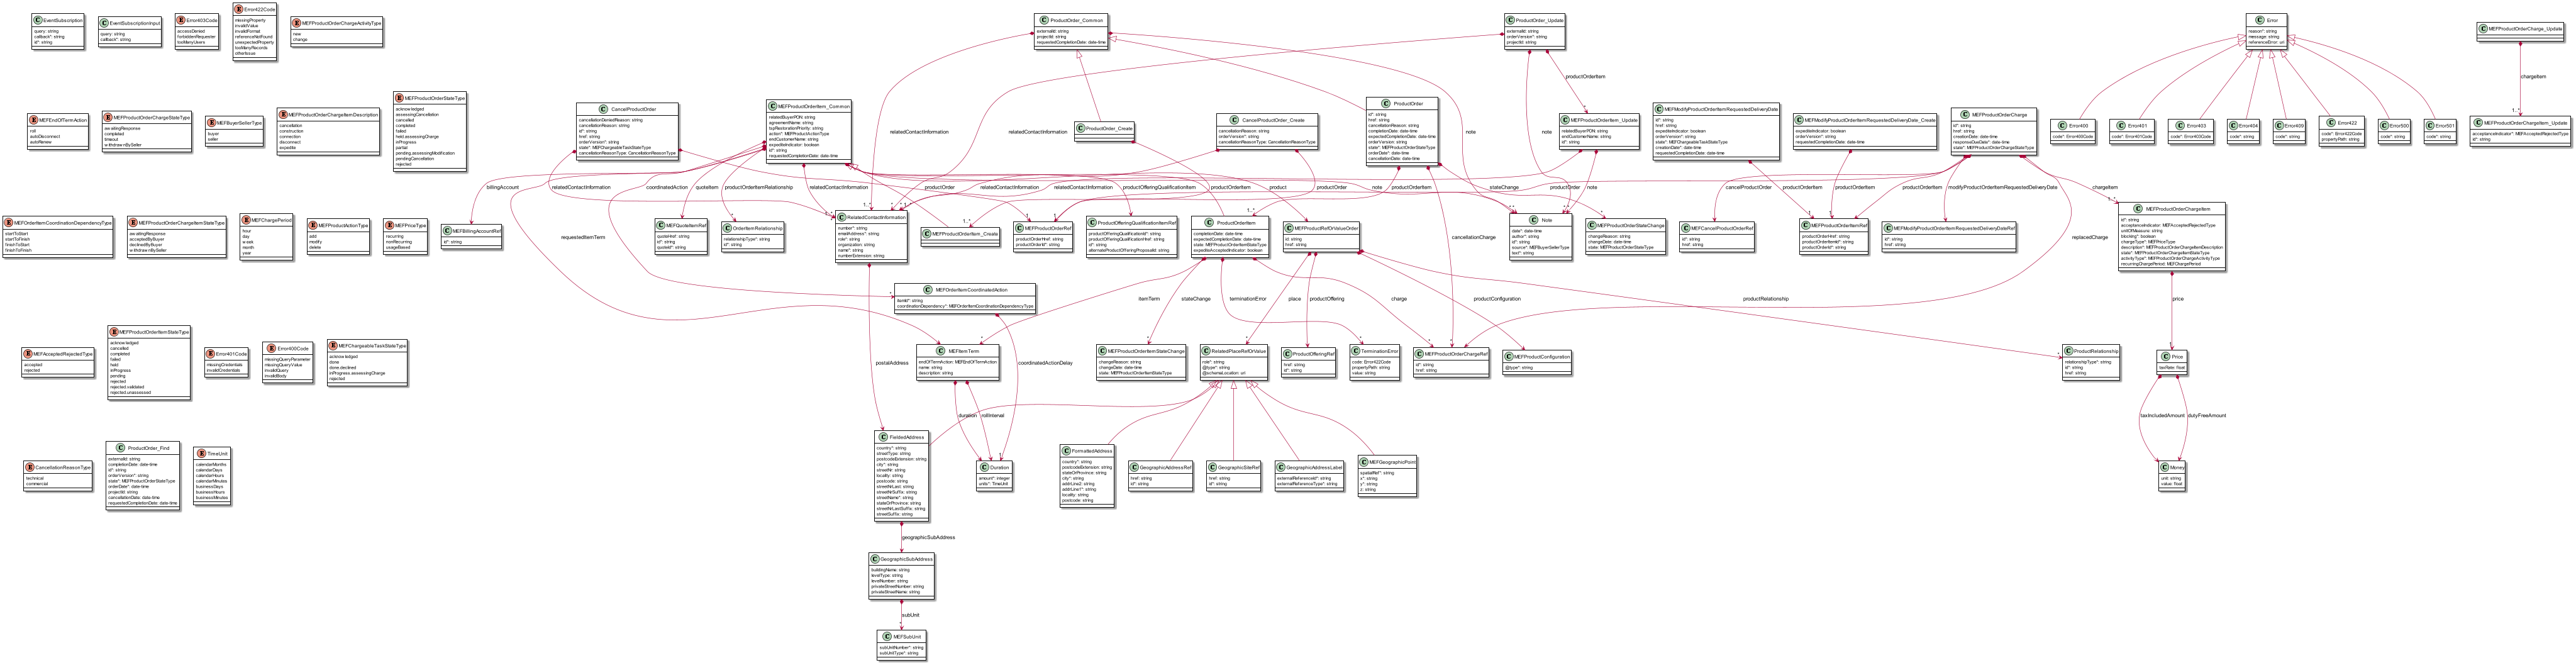 EventSubscription
query: string
callback*: string
id*: string
EventSubscriptionInput
query: string
callback*: string
Error403Code
accessDenied
forbiddenRequester
tooManyUsers
Error422Code
missingProperty
invalidValue
invalidFormat
referenceNotFound
unexpectedProperty
tooManyRecords
otherIssue
MEFProductOrderChargeActivityType
new
change
ProductOrder_Common
externalId: string
projectId: string
requestedCompletionDate: date-time
ProductOrder_Update
externalId: string
orderVersion*: string
projectId: string
Error
reason*: string
message: string
referenceError: uri
MEFProductOrderCharga_Update
productOrderItem
chargeItem
MEFEndOfTermAction
roll
autoDisconnect
autoRenew
MEFProductOrderChargeStateType
awaitingResponse
completed
timeout
withdrawnBySeller
MEFBuyerSellerType
buyer
seller
MEFProductOrderChargeItemDescription
cancellation
construction
connection
disconnect
expedite
MEFProductOrderStateType
acknowledged
assessingCancellation
cancelled
completed
failed
held.assessingCharge
inProgress
partial
pending.assessingModification
pendingCancellation
rejected
CancelProductOrder
cancellationDeniedReason: string
cancellationReason: string
id*: string
href: string
orderVersion*: string
state*: MEFChargeableTaskStateType
cancellationReasonType: CancellationReasonType
MEFProductOrderItem_Common
relatedBuyerPON: string
agreementName: string
tspRestorationPriority: string
action*: MEFProductActionType
endCustomerName: string
expediteIndicator: boolean
id*: string
requestedCompletionDate: date-time
relatedContactInformation
relatedContactInformation
ProductOrder_Create
CancelProductOrder_Create
cancellationReason: string
orderVersion*: string
cancellationReasonType: CancellationReasonType
ProductOrder
id*: string
href: string
cancellationReason: string
completionDate: date-time
expectedCompletionDate: date-time
orderVersion: string
state*: MEFProductOrderStateType
orderDate*: date-time
cancellationDate: date-time
note
note
MEFProductOrderItem_Update
relatedBuyerPON: string
endCustomerName: string
id*: string
MEFModifyProductOrderItemRequestedDeliveryDate
id*: string
href: string
expediteIndicator: boolean
orderVersion*: string
state*: MEFChargeableTaskStateType
creationDate*: date-time
requestedCompletionDate: date-time
MEFModifyProductOrderItemRequestedDeliveryDate_Create
expediteIndicator: boolean
orderVersion*: string
requestedCompletionDate: date-time
MEFProductOrderCharge
id*: string
href: string
creationDate*: date-time
responseDueDate*: date-time
state*: MEFProductOrderChargeStateType
Error400
code*: Error400Code
Error401
code*: Error401Code
Error403
code*: Error403Code
Error404
code*: string
Error409
code*: string
Error422
code*: Error422Code
propertyPath: string
Error500
code*: string
Error501
code*: string
MEFProductOrderChargeItem_Update
acceptanceIndicator*: MEFAcceptedRejectedType
id*: string
billingAccount
relatedContactInformation
coordinatedAction
quoteItem
productOrderItemRelationship
relatedContactInformation
productOrder
relatedContactInformation
relatedContactInformation
productOfferingQualificationItem
productOrderItem
product
productOrder
note
productOrderItem
stateChange
note
productOrder
productOrderItem
productOrderItem
cancelProductOrder
modifyProductOrderItemRequestedDeliveryDate
chargeItem
MEFOrderItemCoordinationDependencyType
startToStart
startToFinish
finishToStart
finishToFinish
MEFProductOrderChargeItemStateType
awaitingResponse
acceptedByBuyer
declinedByBuyer
withdrawnBySeller
MEFChargePeriod
hour
day
week
month
year
MEFProductActionType
add
modify
delete
MEFPriceType
recurring
nonRecurring
usageBased
MEFBillingAccountRef
id*: string
RelatedContactInformation
number*: string
emailAddress*: string
role*: string
organization: string
name*: string
numberExtension: string
MEFQuoteItemRef
quoteHref: string
id*: string
quoteId*: string
OrderItemRelationship
relationshipType*: string
id*: string
MEFProductOrderItem_Create
MEFProductOrderRef
productOrderHref: string
productOrderId*: string
ProductOfferingQualificationItemRef
productOfferingQualificationId*: string
productOfferingQualificationHref: string
id*: string
alternateProductOfferingProposalId: string
ProductOrderItem
completionDate: date-time
expectedCompletionDate: date-time
state: MEFProductOrderItemStateType
expediteAcceptedIndicator: boolean
MEFProductRefOrValueOrder
id: string
href: string
Note
date*: date-time
author*: string
id*: string
source*: MEFBuyerSellerType
text*: string
MEFProductOrderStateChange
changeReason: string
changeDate: date-time
state: MEFProductOrderStateType
MEFCancelProductOrderRef
id*: string
href: string
MEFProductOrderItemRef
productOrderHref: string
productOrderItemId*: string
productOrderId*: string
MEFModifyProductOrderItemRequestedDeliveryDateRef
id*: string
href: string
MEFProductOrderChargeItem
id*: string
acceptanceIndicator: MEFAcceptedRejectedType
unitOfMeasure: string
blocking*: boolean
chargeType*: MEFPriceType
description*: MEFProductOrderChargeItemDescription
state*: MEFProductOrderChargeItemStateType
activityType*: MEFProductOrderChargeActivityType
recurringChargePeriod: MEFChargePeriod
requestedItemTerm
cancellationCharge
replacedCharge
MEFOrderItemCoordinatedAction
itemId*: string
coordinationDependency*: MEFOrderItemCoordinationDependencyType
itemTerm
stateChange
terminationError
place
productOffering
charge
productConfiguration
productRelationship
price
MEFAcceptedRejectedType
accepted
rejected
MEFProductOrderItemStateType
acknowledged
cancelled
completed
failed
held
inProgress
pending
rejected
rejected.validated
rejected.unassessed
Error401Code
missingCredentials
invalidCredentials
Error400Code
missingQueryParameter
missingQueryValue
invalidQuery
invalidBody
MEFChargeableTaskStateType
acknowledged
done
done.declined
inProgress.assessingCharge
rejected
postalAddress
MEFItemTerm
endOfTermAction: MEFEndOfTermAction
name: string
description: string
coordinatedActionDelay
MEFProductOrderItemStateChange
changeReason: string
changeDate: date-time
state: MEFProductOrderItemStateType
RelatedPlaceRefOrValue
role*: string
@type*: string
@schemaLocation: uri
ProductOfferingRef
href: string
id*: string
TerminationError
code: Error422Code
propertyPath: string
value: string
MEFProductOrderChargeRef
id*: string
href: string
MEFProductConfiguration
@type*: string
ProductRelationship
relationshipType*: string
id*: string
href: string
Price
taxRate: float
duration
rollInterval
taxIncludedAmount
dutyFreeAmount
CancellationReasonType
technical
commercial
ProductOrder_Find
externalId: string
completionDate: date-time
id*: string
orderVersion*: string
state*: MEFProductOrderStateType
orderDate*: date-time
projectId: string
cancellationDate: date-time
requestedCompletionDate: date-time
TimeUnit
calendarMonths
calendarDays
calendarHours
calendarMinutes
businessDays
businessHours
businessMinutes
FieldedAddress
country*: string
streetType: string
postcodeExtension: string
city*: string
streetNr: string
locality: string
postcode: string
streetNrLast: string
streetNrSuffix: string
streetName*: string
stateOrProvince: string
streetNrLastSuffix: string
streetSuffix: string
Duration
amount*: integer
units*: TimeUnit
FormattedAddress
country*: string
postcodeExtension: string
stateOrProvince: string
city*: string
addrLine2: string
addrLine1*: string
locality: string
postcode: string
GeographicAddressRef
href: string
id*: string
GeographicSiteRef
href: string
id*: string
GeographicAddressLabel
externalReferenceId*: string
externalReferenceType*: string
MEFGeographicPoint
spatialRef*: string
x*: string
y*: string
z: string
Money
unit: string
value: float
geographicSubAddress
GeographicSubAddress
buildingName: string
levelType: string
levelNumber: string
privateStreetNumber: string
privateStreetName: string
subUnit
MEFSubUnit
subUnitNumber*: string
subUnitType*: string